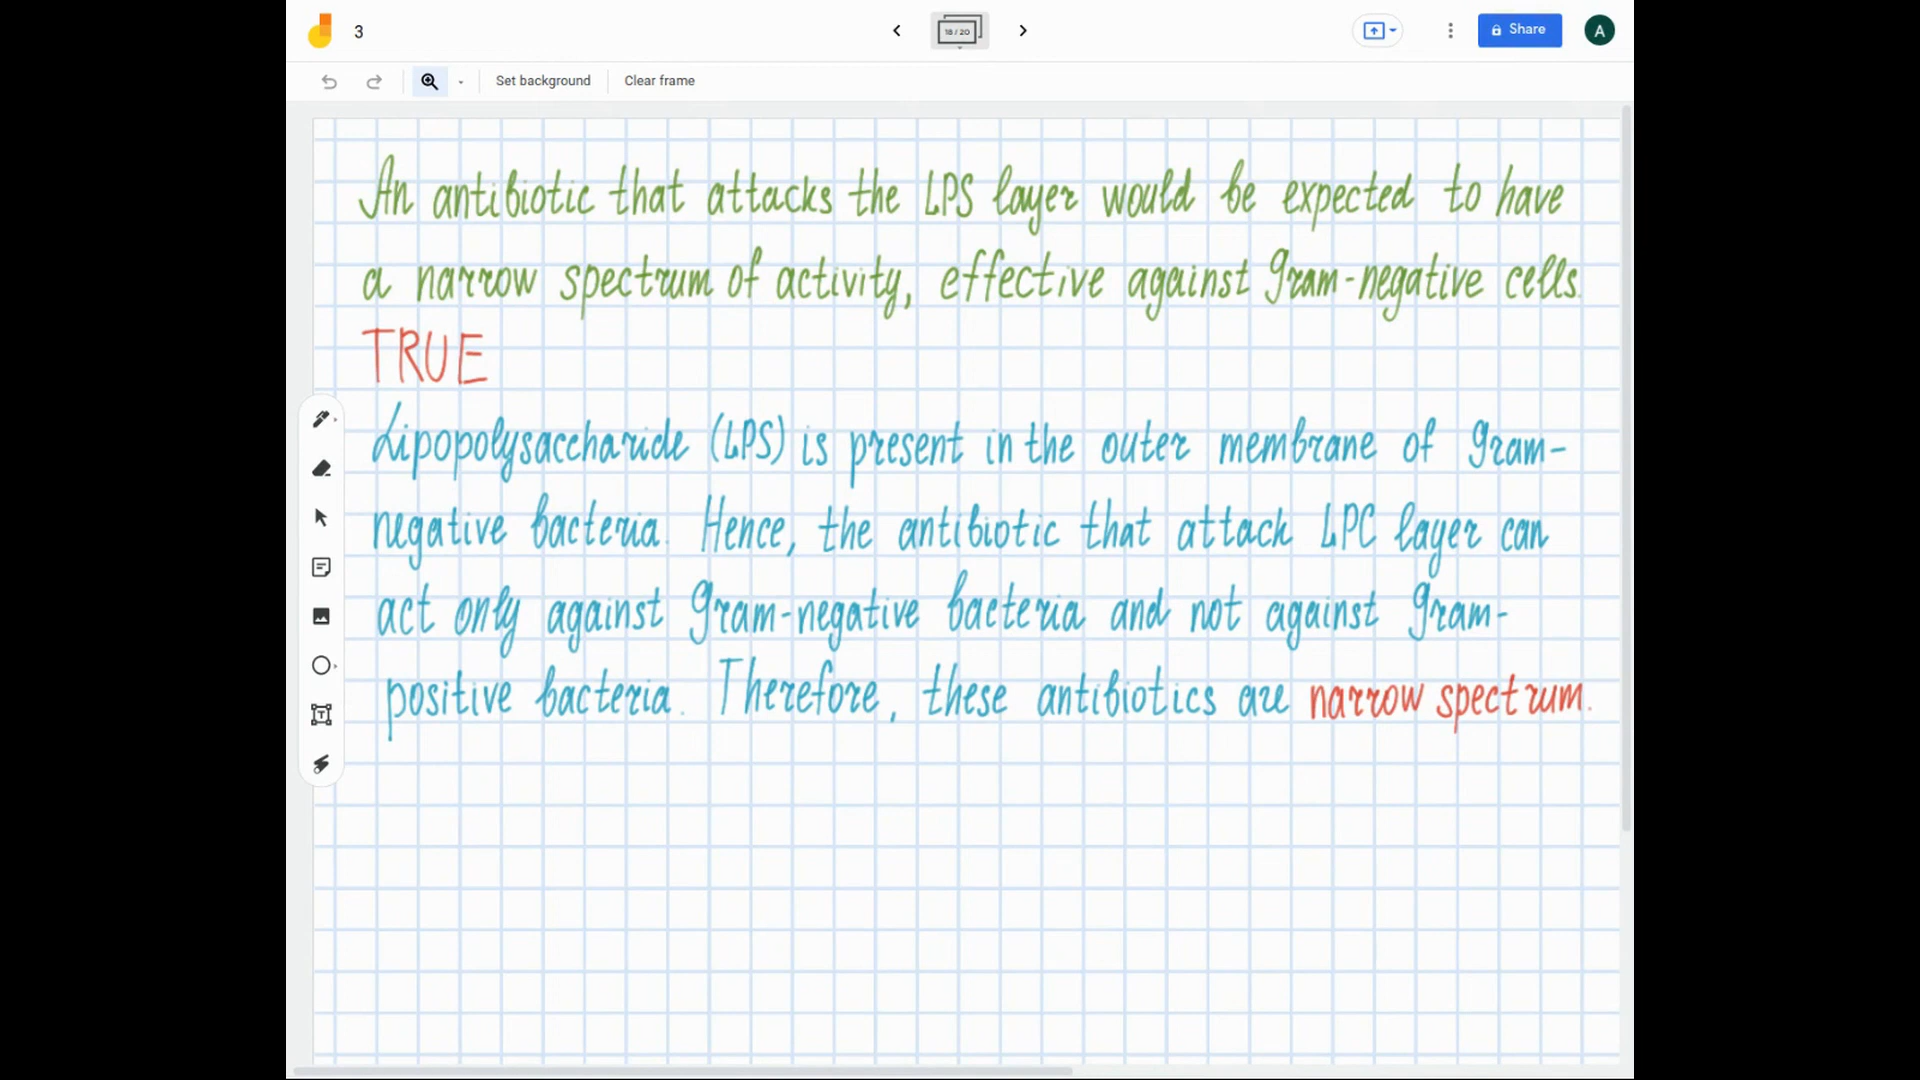 3
18 / 20
Share
A
Set background
Clear frame
An antibiotic that attacks the LPS layer would be expected to have
a narrow spectrum of activity, effective against Gram-negative cells.
TRUE
Lipopolysaccharide (LPS) is present in the outer membrane of Gram-
negative bacteria. Hence, the antibiotic that attack LPC layer can
act only against Gram-negative bacteria and not against Gram-
positive bacteria. Therefore, these antibiotics are narrow spectrum.